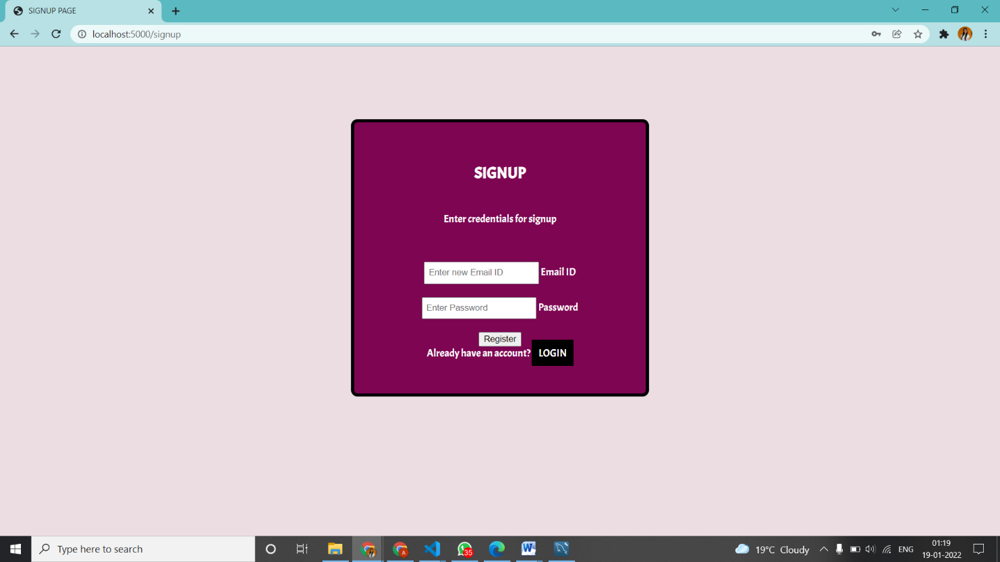 SIGNUP PAGE
localhost:5000/signup
SIGNUP
Enter credentials for signup
Enter new Email ID Email ID
Enter Password Password
Register
Already have an account? LOGIN
Type here to search
35
A
W
19°C Cloudy
ENG
01:19
19-01-2022